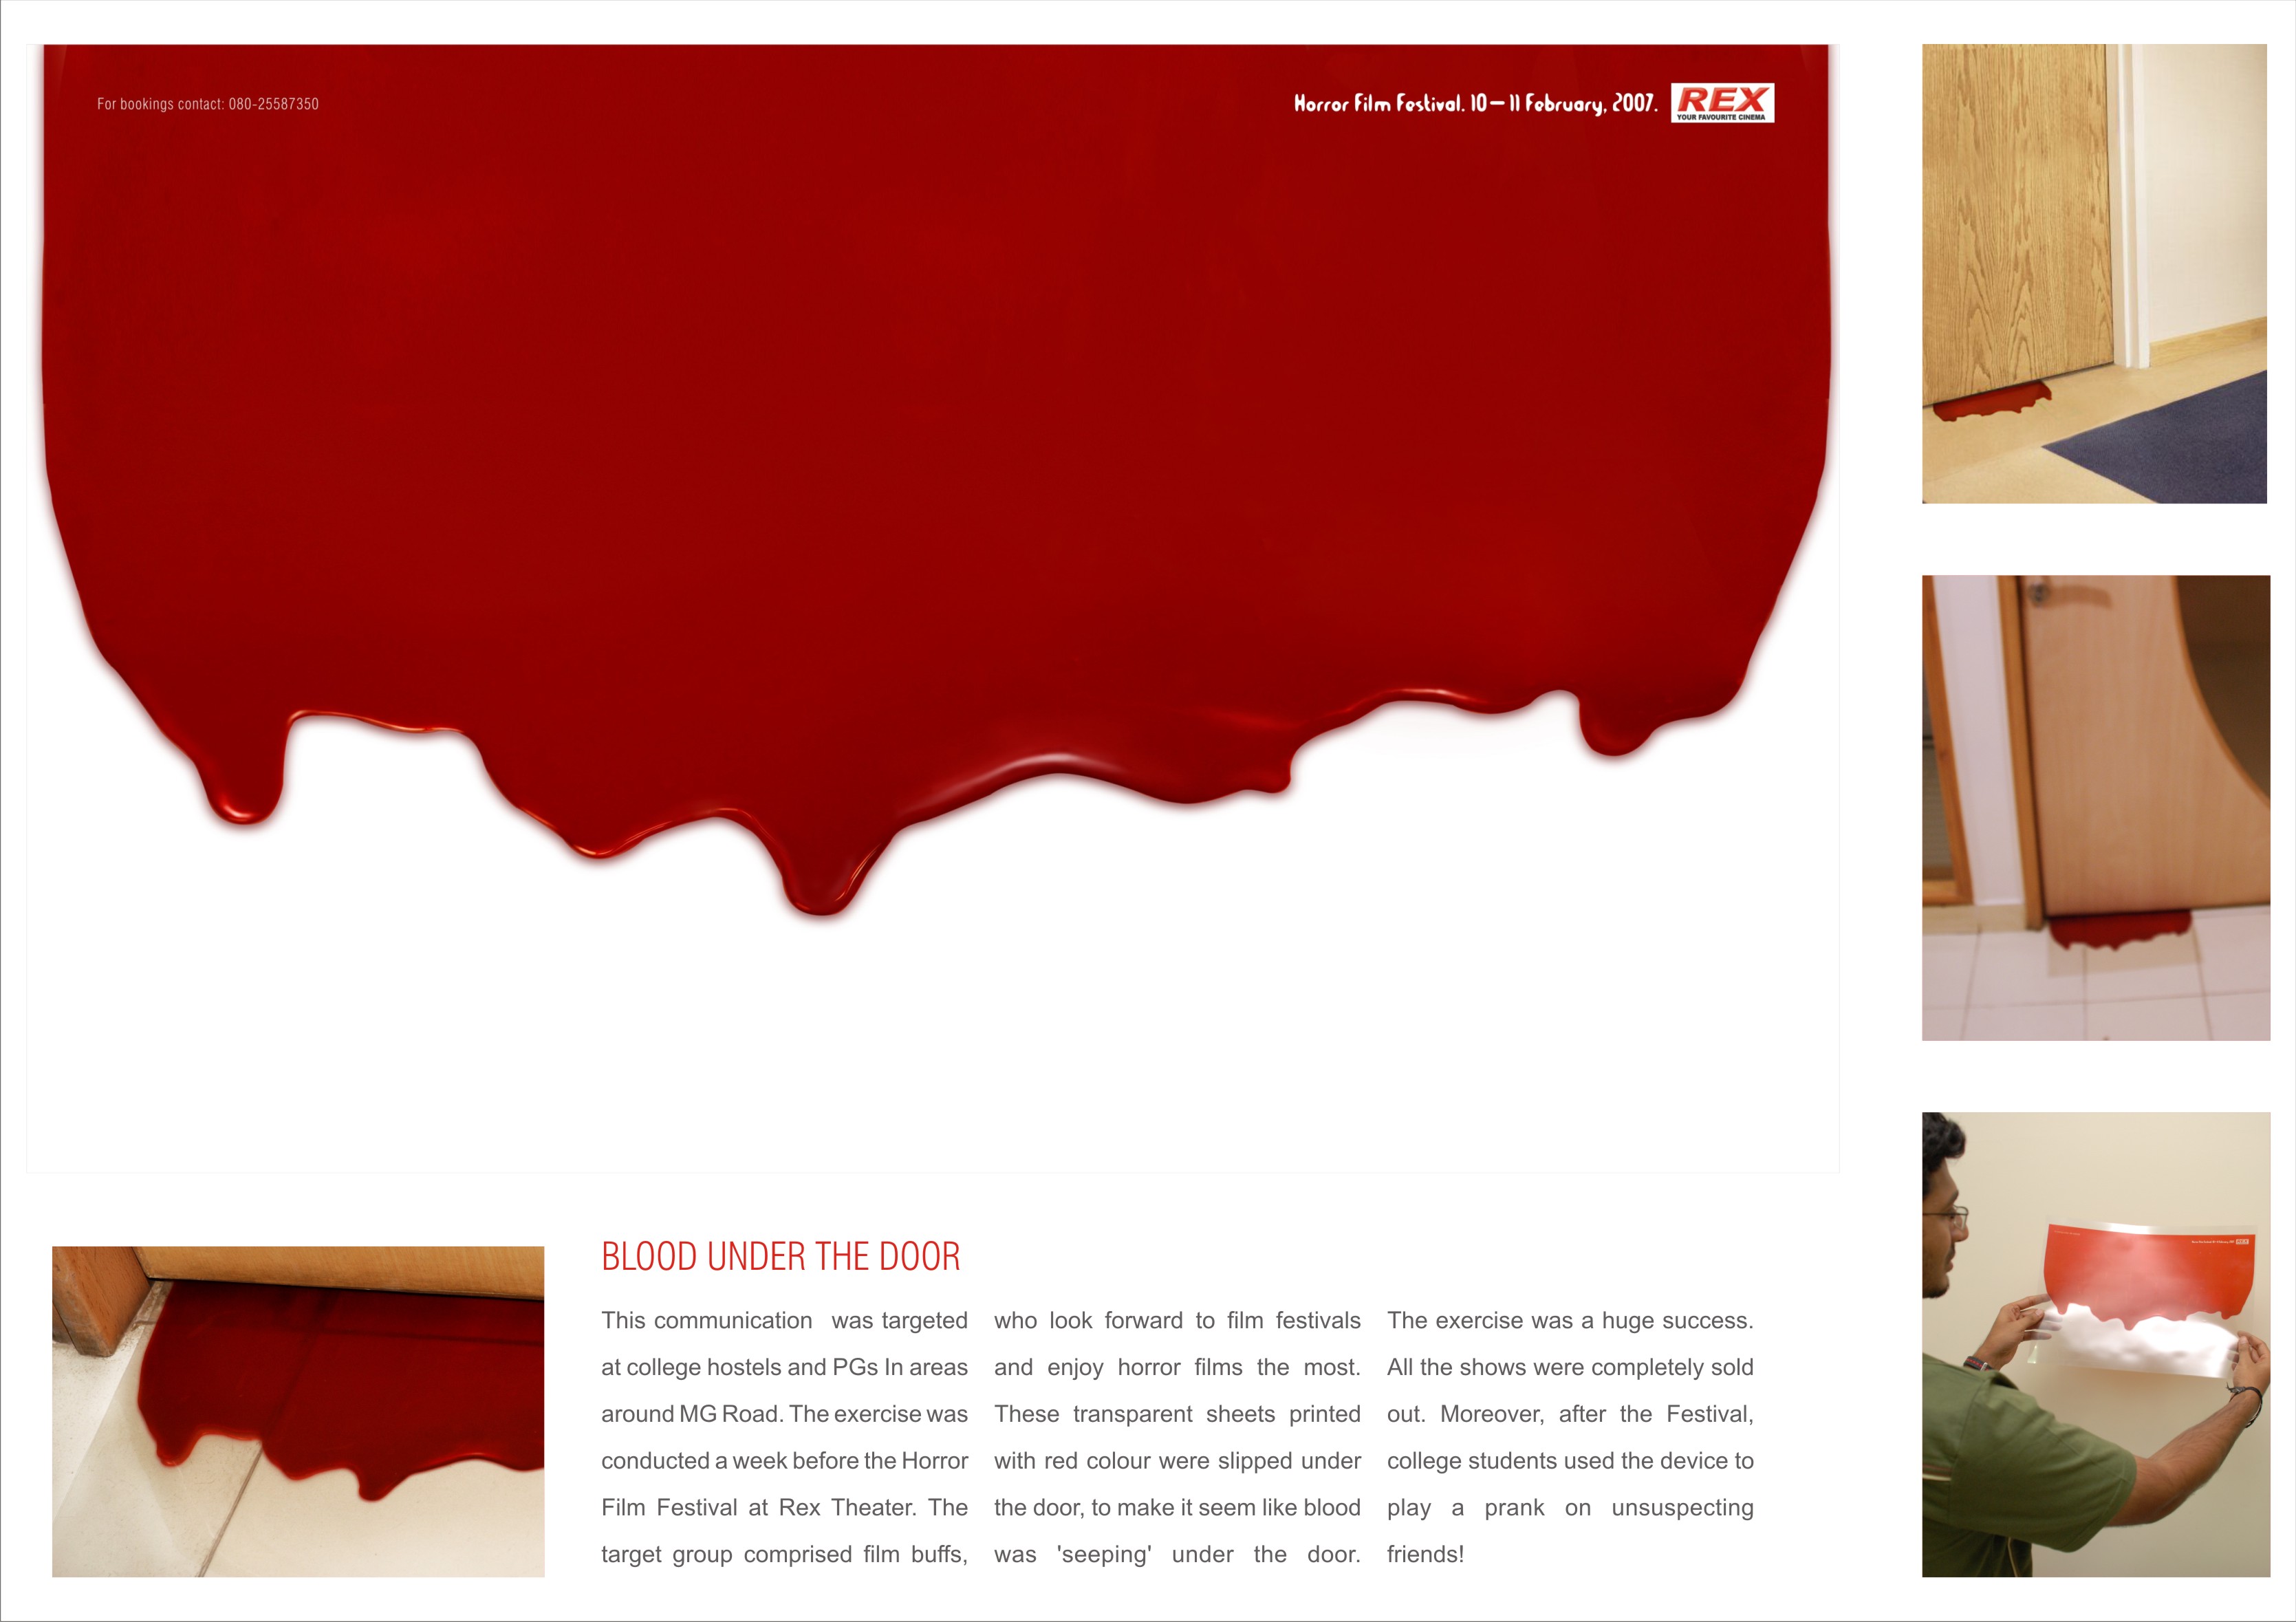 For bookings contact: 080-25587350
Horror Film Festival. 10 – 11 February, 2007.
REX
YOUR FAVOURITE CINEMA
BLOOD UNDER THE DOOR
This communication was targeted
at college hostels and PGs In areas
around MG Road. The exercise was
conducted a week before the Horror
Film Festival at Rex Theater. The
target group comprised film buffs,
who look forward to film festivals
and enjoy horror films the most.
These transparent sheets printed
with red colour were slipped under
the door, to make it seem like blood
was 'seeping' under the door.
The exercise was a huge success.
All the shows were completely sold
out. Moreover, after the Festival,
college students used the device to
play a prank on unsuspecting
friends!
REX